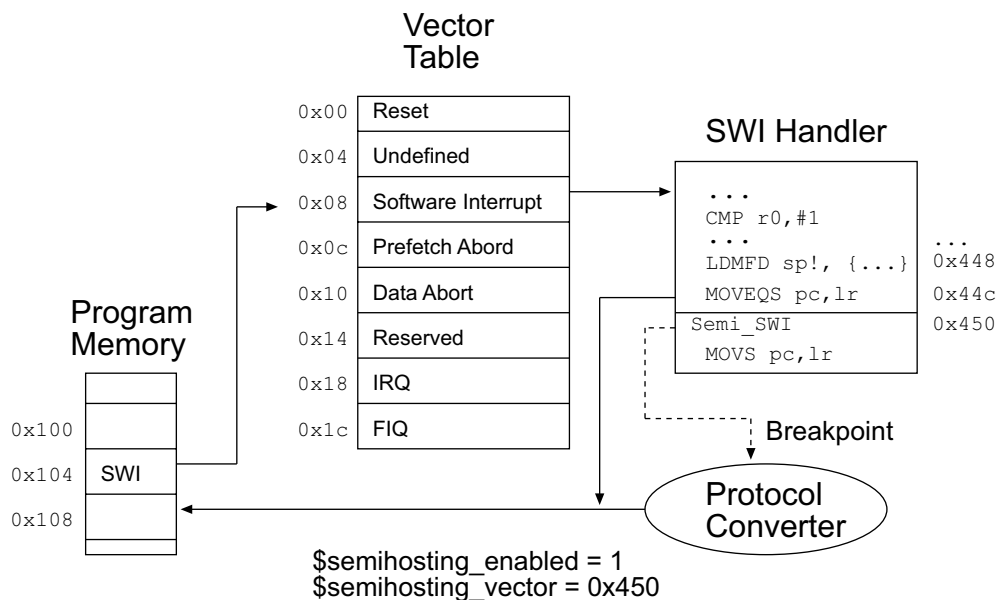 Vector
Table
0x00 Reset
0x04 Undefined
0x08 Software Interrupt
0x0c Prefetch Abord
0x10 Data Abort
0x14 Reserved
0x18 IRQ
0x1c FIQ
SWI Handler
...
CMP r0,#1
... ...
LDMFD sp!, {...} 0x448
MOVEQS pc,lr 0x44c
Semi_SWI 0x450
MOVS pc,lr
Program
Memory
0x100
0x104 SWI
0x108
Breakpoint
Protocol
Converter
$semihosting_enabled = 1
$semihosting_vector = 0x450